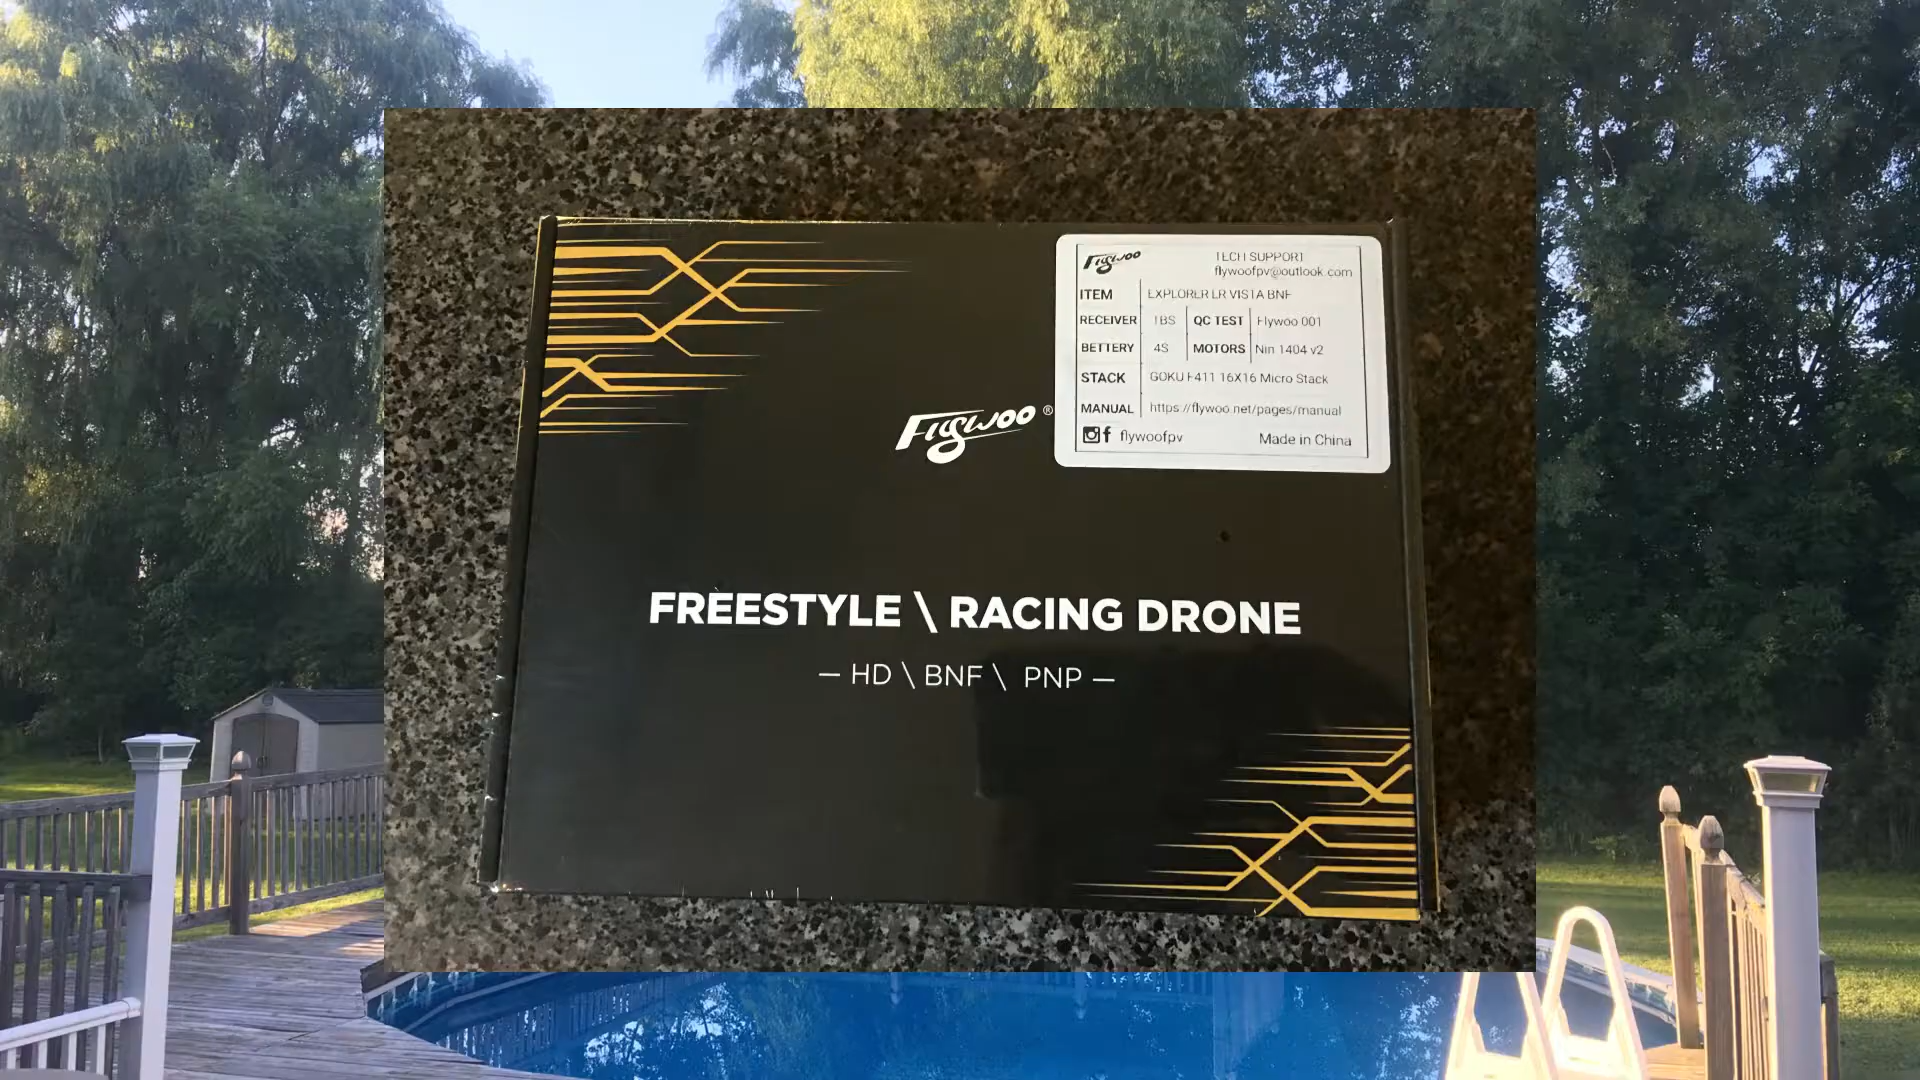 Flywoo
TECH SUPPORT
flywoofpv@outlook.com
ITEM EXPLORER LR VISTA BNF
RECEIVER TBS QC TEST Flywoo 001
BETTERY 4S MOTORS Nin 1404 v2
STACK GOKU F411 16X16 Micro Stack
MANUAL https://flywoo.net/pages/manual
flywoofpv Made in China
Flywoo ®
FREESTYLE \ RACING DRONE
— HD \ BNF \ PNP —